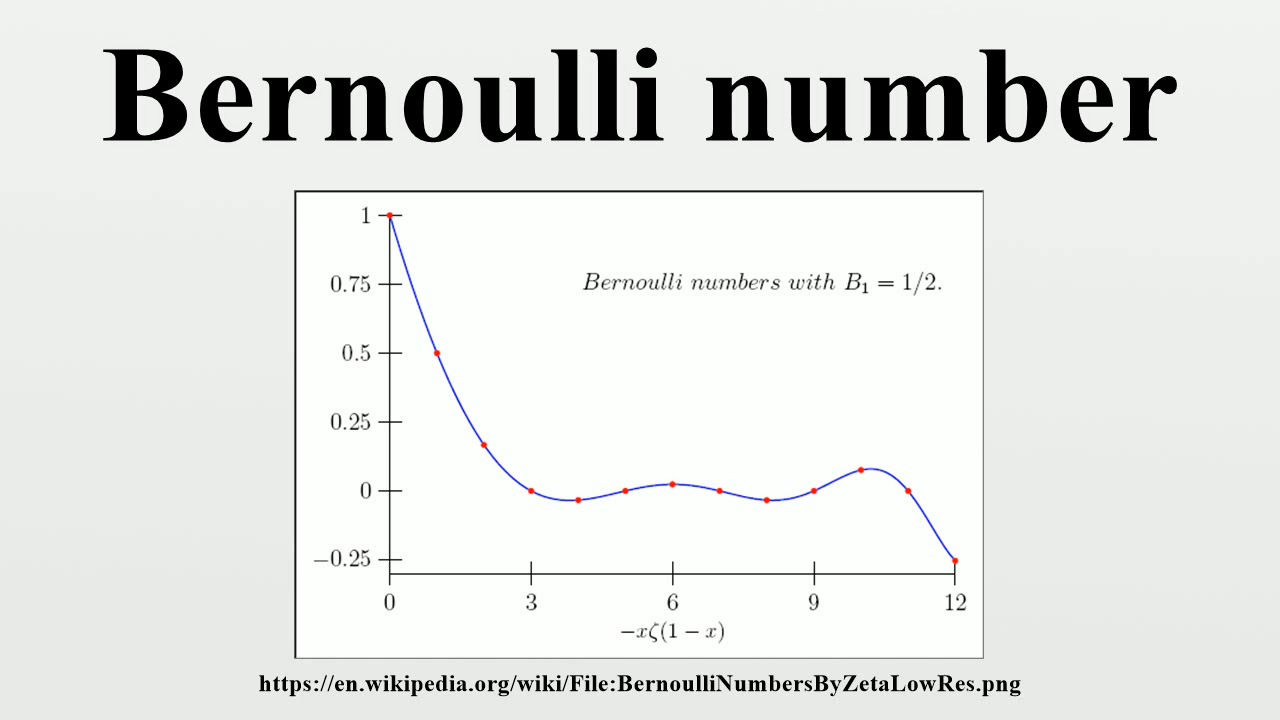 Bernoulli number
1
0.75
Bernoulli numbers with B₁ = 1/2.
0.5
0.25
0
−0.25
0 3 6 9 12
−xζ(1 − x)
https://en.wikipedia.org/wiki/File:BernoulliNumbersByZetaLowRes.png